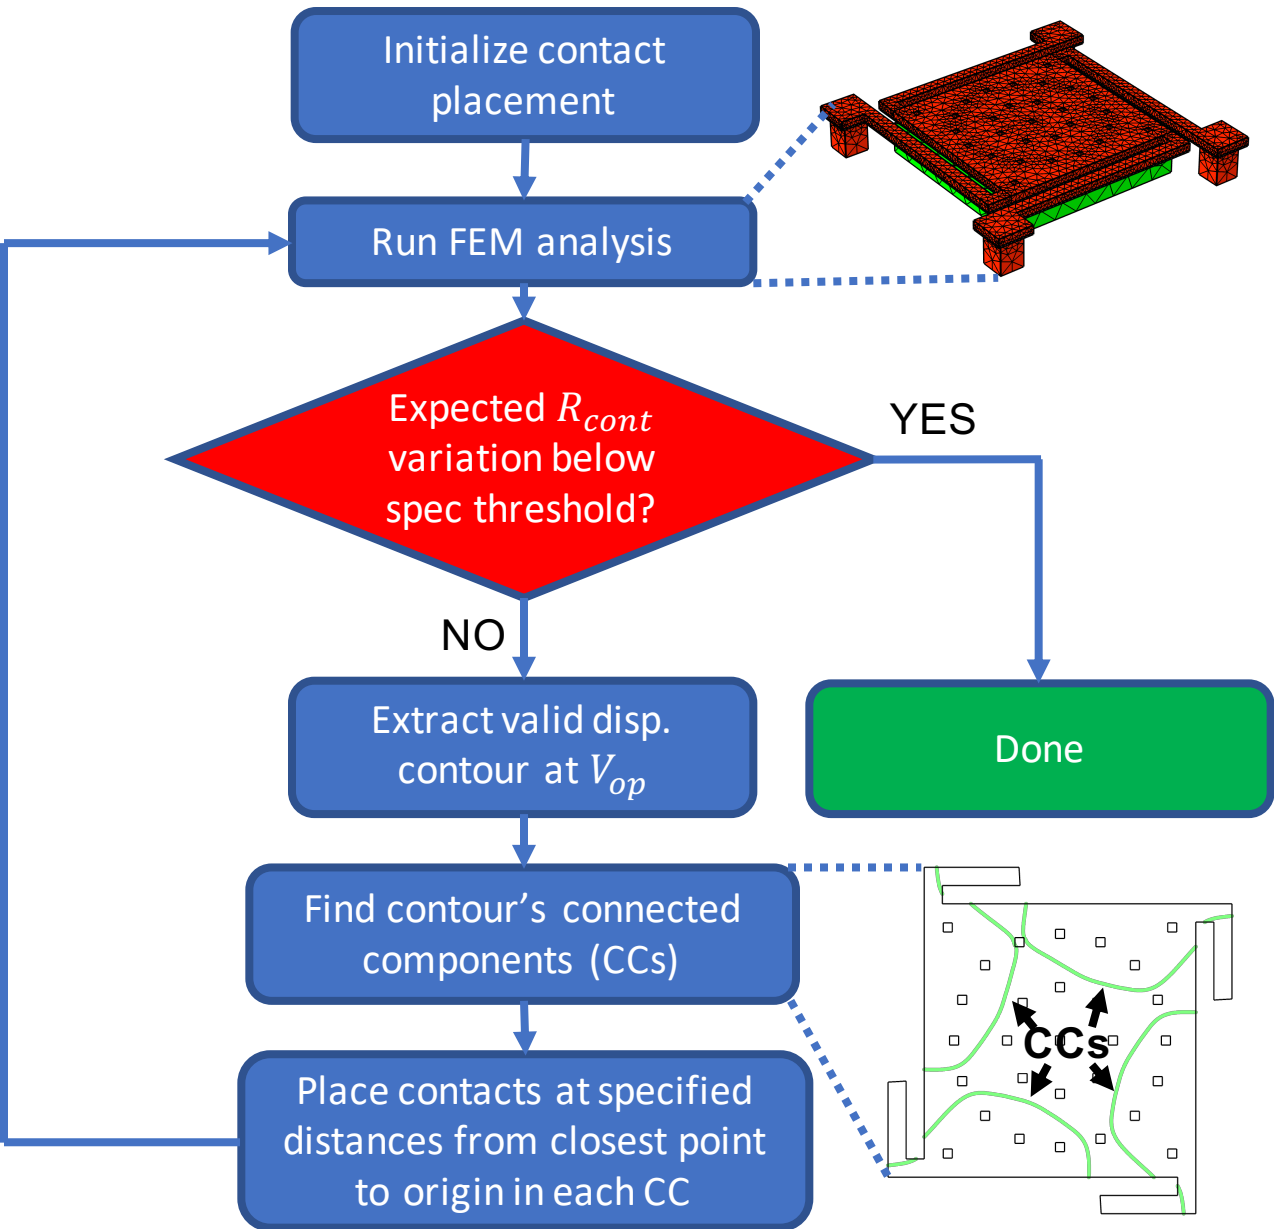 Initialize contact
placement
Run FEM analysis
Expected R_cont
variation below
spec threshold?
YES
NO
Extract valid disp.
contour at V_op
Done
Find contour’s connected
components (CCs)
CCs
Place contacts at specified
distances from closest point
to origin in each CC